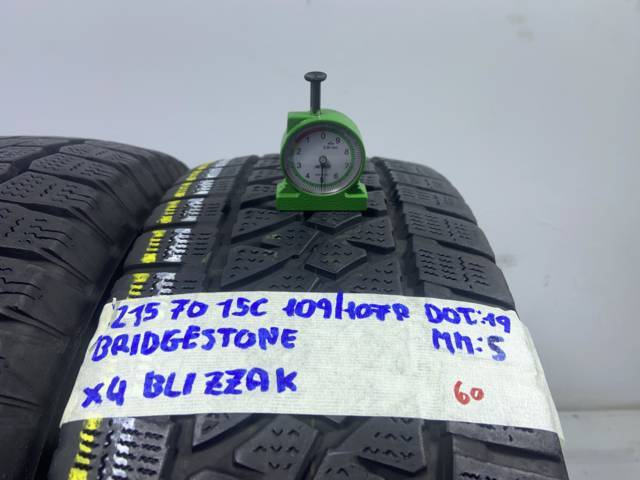 215 70 15C 109/107R DOT:19
BRIDGESTONE MM:5
x4 BLIZZAK 60